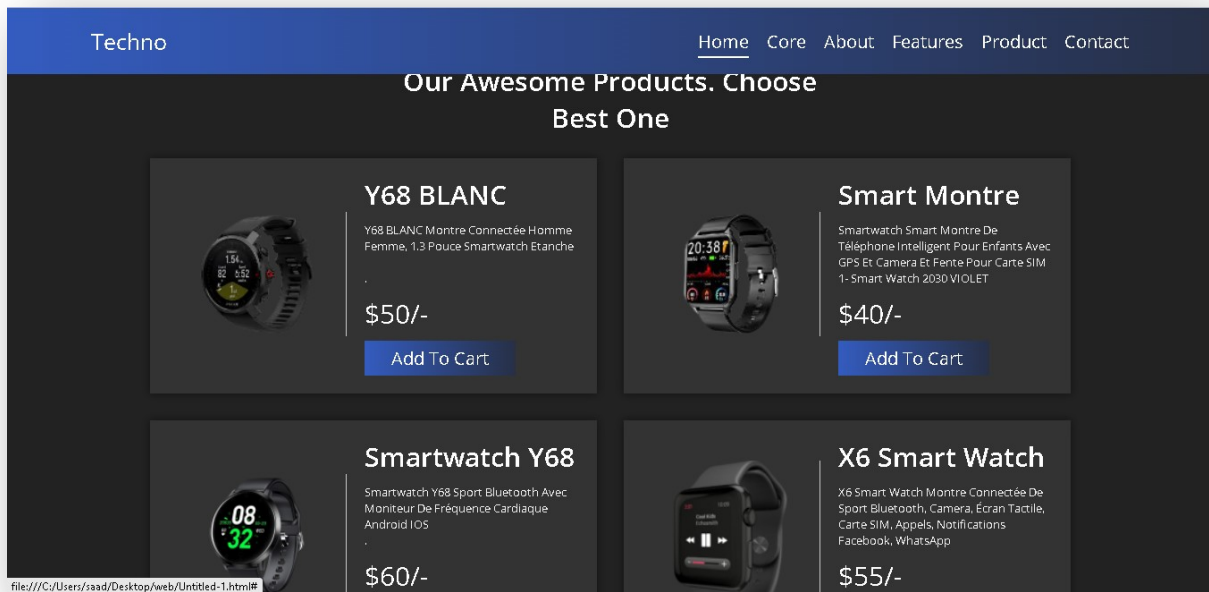 Techno
Home Core About Features Product Contact
Our Awesome Products. Choose
Best One
Y68 BLANC
Y68 BLANC Montre Connectée Homme
Femme, 1.3 Pouce Smartwatch Etanche
.
$50/-
Add To Cart
Smart Montre
Smartwatch Smart Montre De
Téléphone Intelligent Pour Enfants Avec
GPS Et Camera Et Fente Pour Carte SIM
1- Smart Watch 2030 VIOLET
$40/-
Add To Cart
20:38
Smartwatch Y68
Smartwatch Y68 Sport Bluetooth Avec
Moniteur De Fréquence Cardiaque
Android IOS
.
$60/-
08
32
X6 Smart Watch
X6 Smart Watch Montre Connectée De
Sport Bluetooth, Camera, Écran Tactile,
Carte SIM, Appels, Notifications
Facebook, WhatsApp
$55/-
file:///C:/Users/saad/Desktop/web/Untitled-1.html#